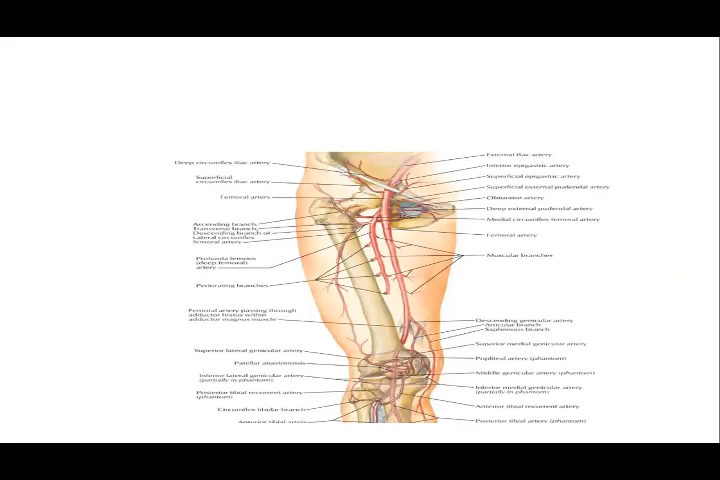 Deep circumflex iliac artery
Superficial
circumflex iliac artery
Femoral artery
Ascending branch,
Transverse branch,
Descending branch of
Lateral circumflex
femoral artery
Profunda femoris
(deep femoral)
artery
Perforating branches
Femoral artery passing through
adductor hiatus within
adductor magnus muscle
Superior lateral genicular artery
Patellar anastomosis
Inferior lateral genicular artery
(partially in phantom)
Posterior tibial recurrent artery
(phantom)
Circumflex fibular branch
Anterior tibial artery
External iliac artery
Inferior epigastric artery
Superficial epigastric artery
Superficial external pudendal artery
Obturator artery
Deep external pudendal artery
Medial circumflex femoral artery
Femoral artery
Muscular branches
Descending genicular artery
Articular branch
Saphenous branch
Superior medial genicular artery
Popliteal artery (phantom)
Middle genicular artery (phantom)
Inferior medial genicular artery
(partially in phantom)
Anterior tibial recurrent artery
Posterior tibial artery (phantom)